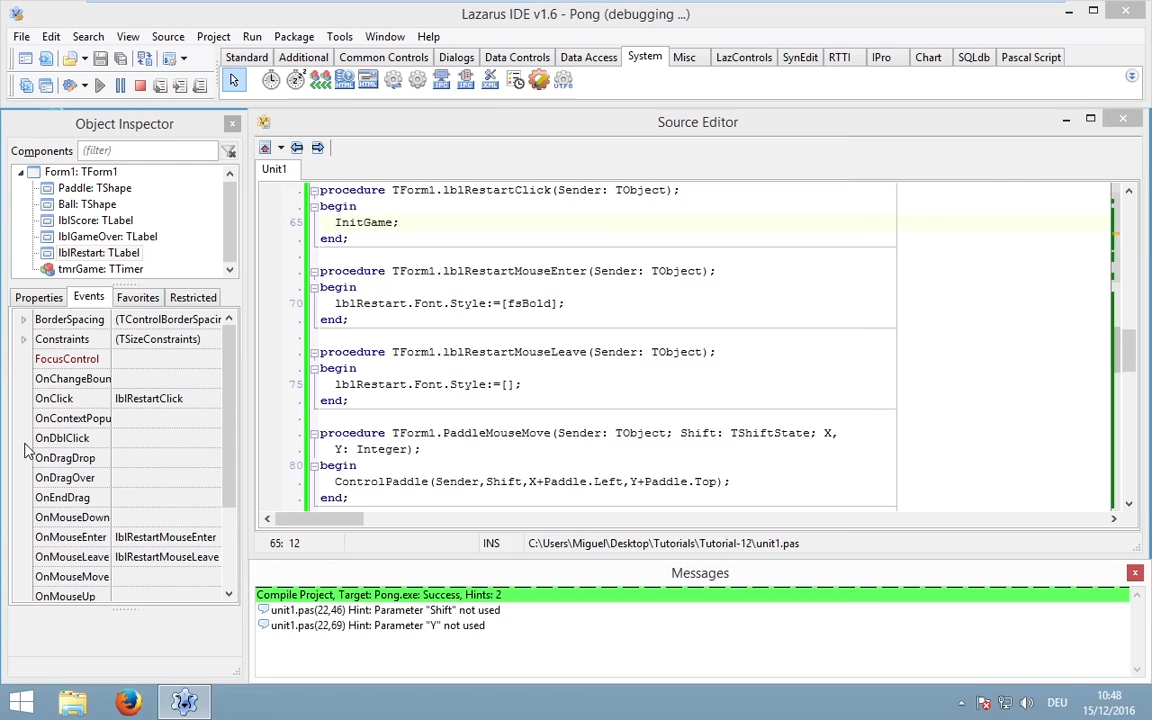 Lazarus IDE v1.6 - Pong (debugging ...)
File Edit Search View Source Project Run Package Tools Window Help
Standard Additional Common Controls Dialogs Data Controls Data Access System Misc LazControls SynEdit RTTI IPro Chart SQLdb Pascal Script
Object Inspector
Components (filter)
Form1: TForm1
Paddle: TShape
Ball: TShape
lblScore: TLabel
lblGameOver: TLabel
lblRestart: TLabel
tmrGame: TTimer
Properties Events Favorites Restricted
BorderSpacing (TControlBorderSpacin
Constraints (TSizeConstraints)
FocusControl
OnChangeBoun
OnClick lblRestartClick
OnContextPopu
OnDblClick
OnDragDrop
OnDragOver
OnEndDrag
OnMouseDown
OnMouseEnter lblRestartMouseEnter
OnMouseLeave lblRestartMouseLeave
OnMouseMove
OnMouseUp
Source Editor
Unit1
procedure TForm1.lblRestartClick(Sender: TObject);
begin
65 InitGame;
end;
procedure TForm1.lblRestartMouseEnter(Sender: TObject);
begin
70 lblRestart.Font.Style:=[fsBold];
end;
procedure TForm1.lblRestartMouseLeave(Sender: TObject);
begin
75 lblRestart.Font.Style:=[];
end;
procedure TForm1.PaddleMouseMove(Sender: TObject; Shift: TShiftState; X,
Y: Integer);
80 begin
ControlPaddle(Sender,Shift,X+Paddle.Left,Y+Paddle.Top);
end;
65: 12 INS C:\Users\Miguel\Desktop\Tutorials\Tutorial-12\unit1.pas
Messages
Compile Project, Target: Pong.exe: Success, Hints: 2
unit1.pas(22,46) Hint: Parameter "Shift" not used
unit1.pas(22,69) Hint: Parameter "Y" not used
DEU
10:48
15/12/2016